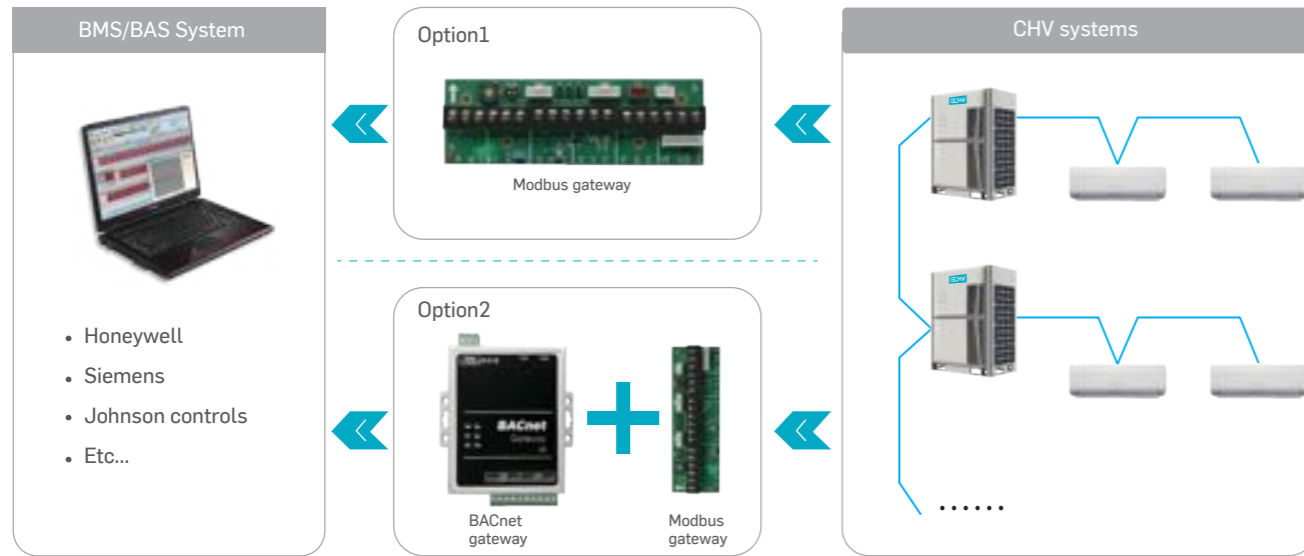 BMS/BAS System
Honeywell
Siemens
Johnson controls
Etc...
Option1
Modbus gateway
Option2
BACnet
Gateway
BACnet
gateway
Modbus
gateway
CHV systems
......